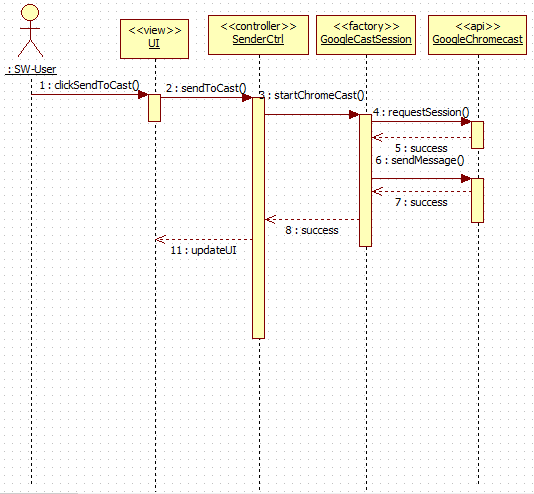 <<view>>
UI
<<controller>>
SenderCtrl
<<factory>>
GoogleCastSession
<<api>>
GoogleChromecast
: SW-User
1 : clickSendToCast()
2 : sendToCast()
3 : startChromeCast()
4 : requestSession()
5 : success
6 : sendMessage()
7 : success
8 : success
11 : updateUI